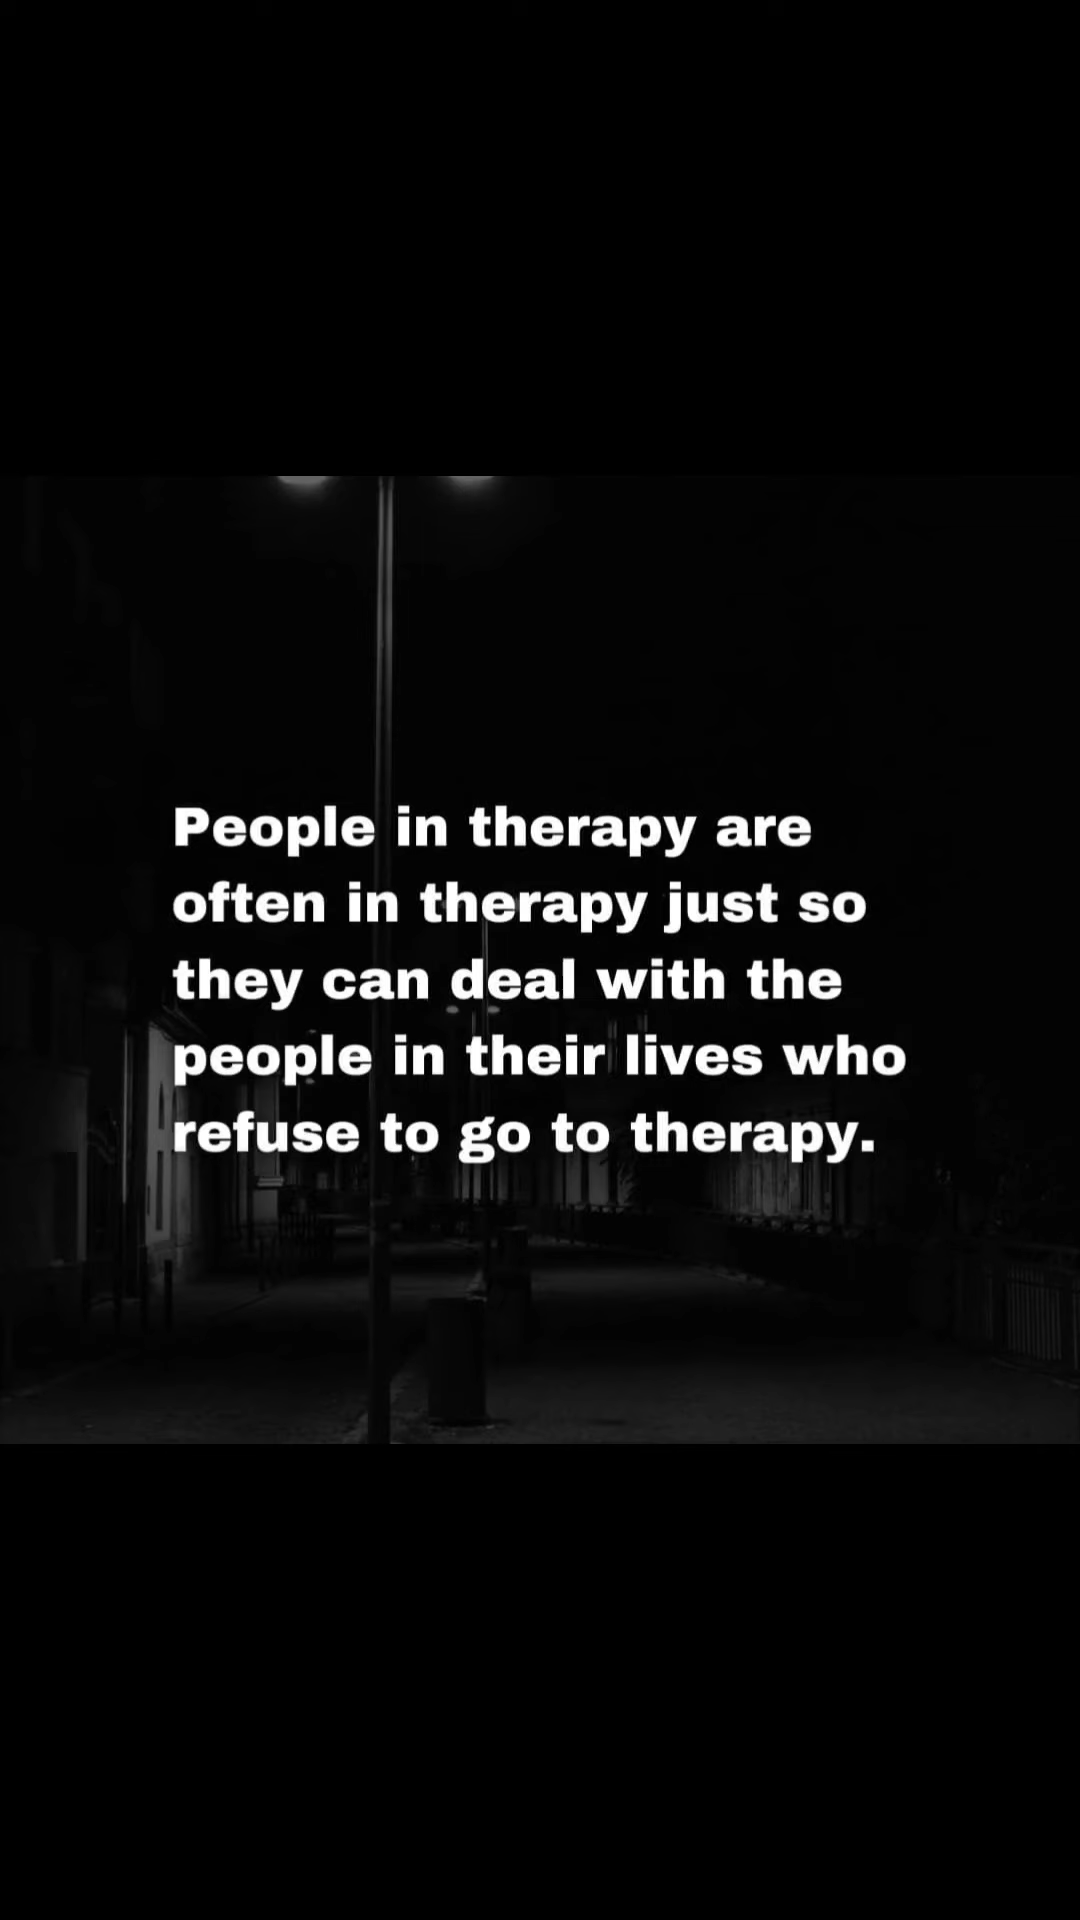 People in therapy are
often in therapy just so
they can deal with the
people in their lives who
refuse to go to therapy.